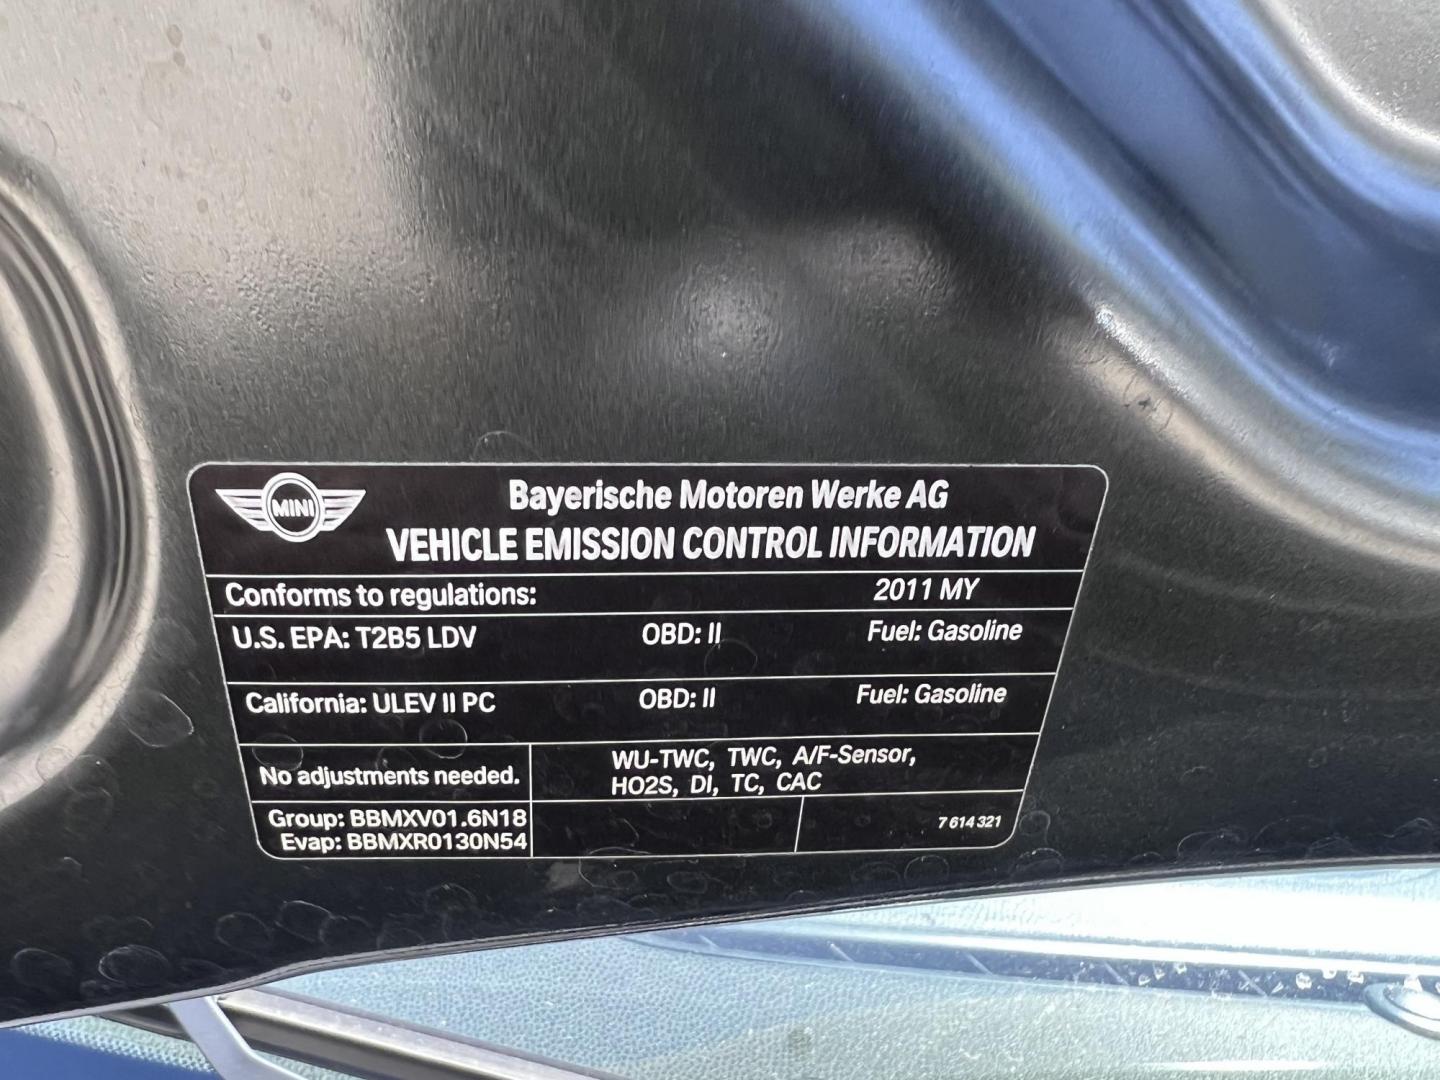 MINI
Bayerische Motoren Werke AG
VEHICLE EMISSION CONTROL INFORMATION
Conforms to regulations: 2011 MY
U.S. EPA: T2B5 LDV OBD: II Fuel: Gasoline
California: ULEV II PC OBD: II Fuel: Gasoline
No adjustments needed.
WU-TWC, TWC, A/F-Sensor,
HO2S, DI, TC, CAC
Group: BBMXV01.6N18
Evap: BBMXR0130N54
7 614 321